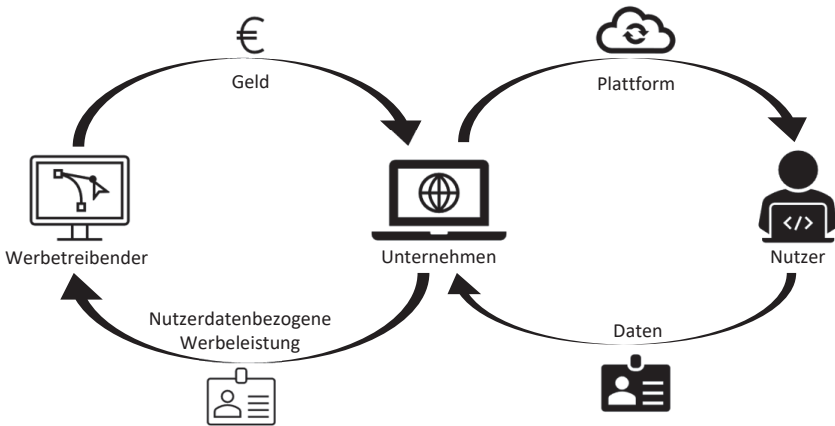 €
Geld
Plattform
</>
Werbetreibender
Unternehmen
Nutzer
Nutzerdatenbezogene
Werbeleistung
Daten